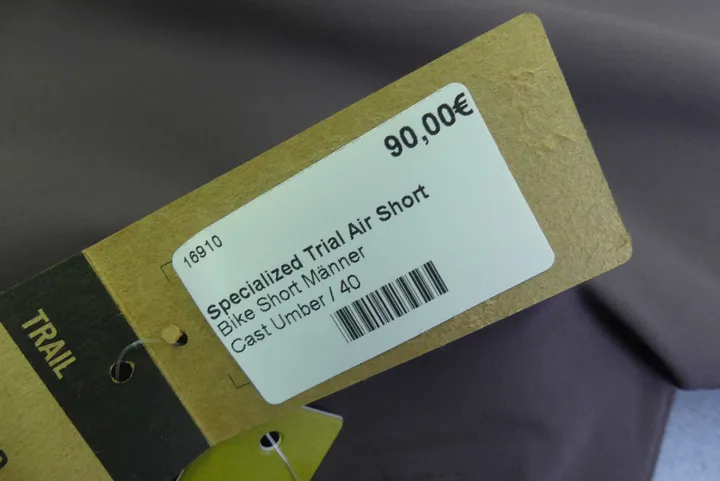 90,00€
16910
Specialized Trial Air Short
Bike Short Männer
Cast Umber / 40
TRAIL